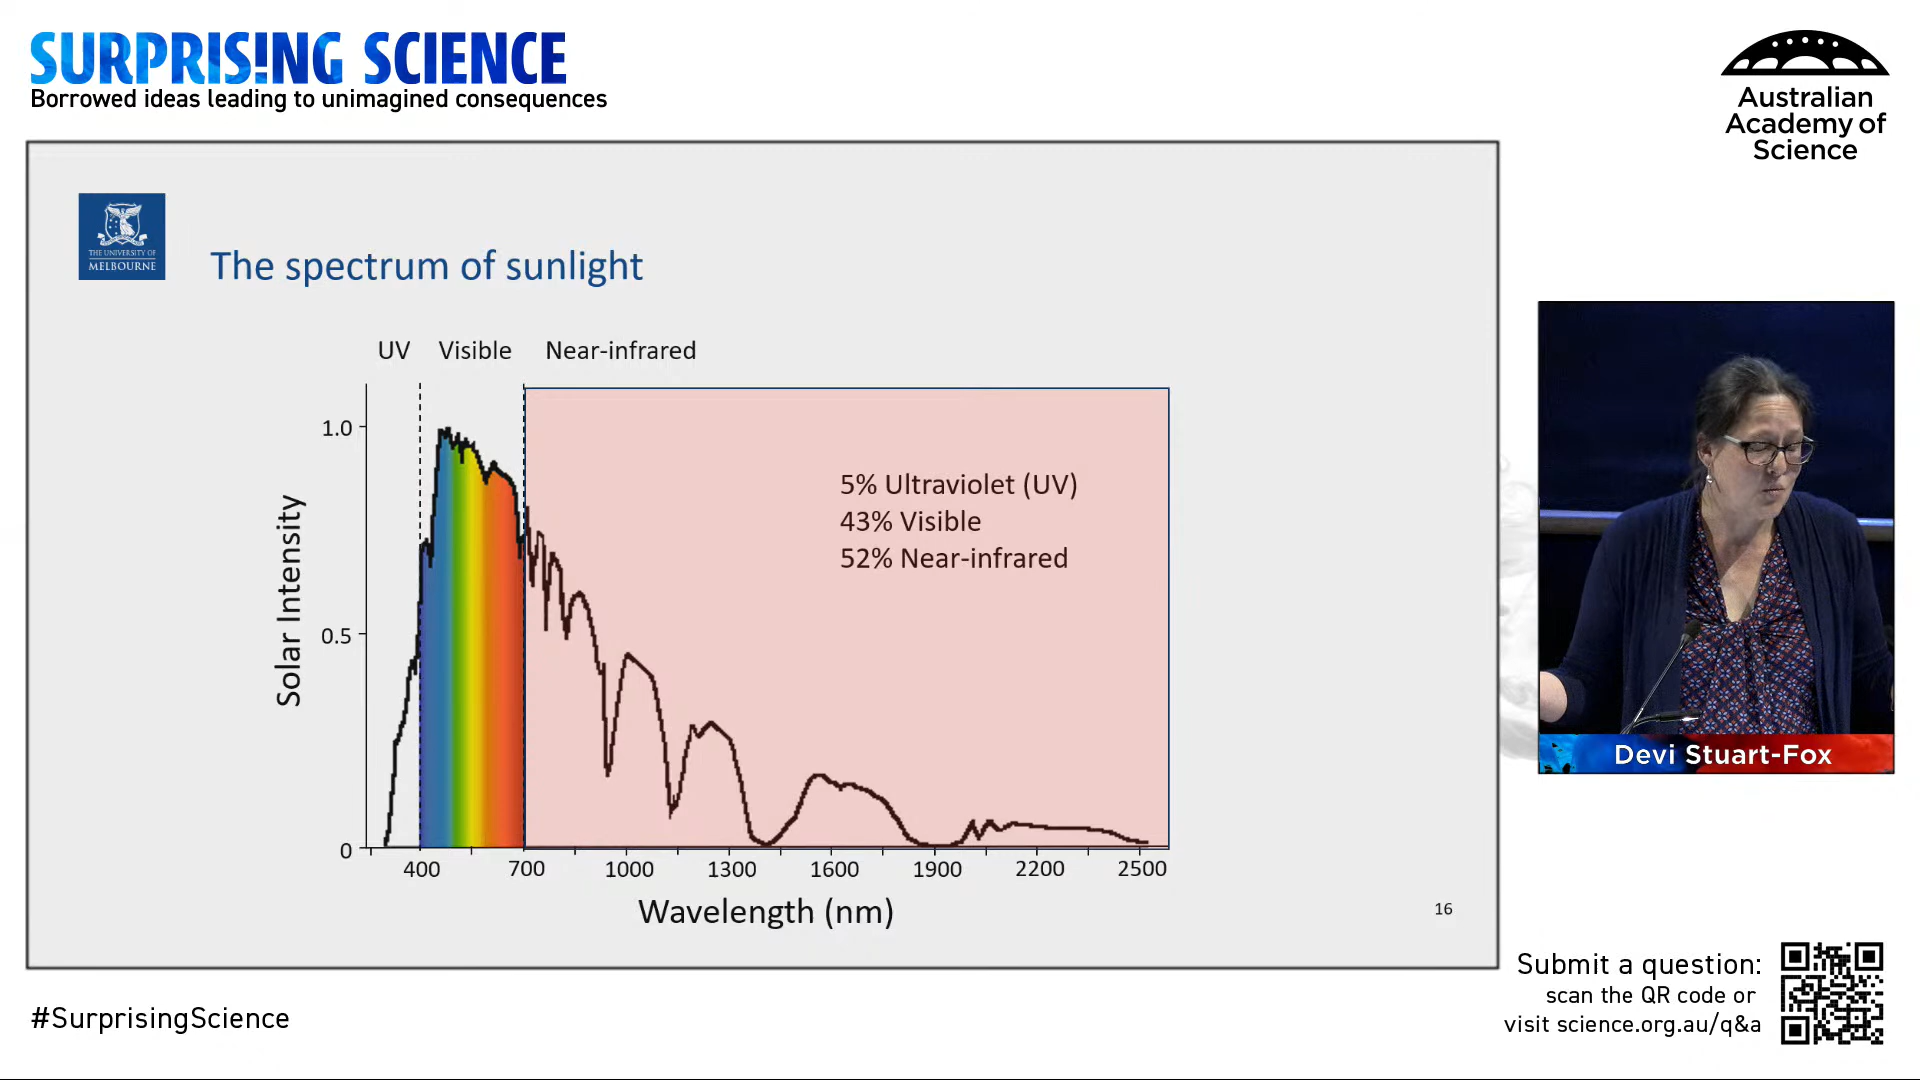 SURPRIS!NG SCIENCE
Borrowed ideas leading to unimagined consequences
Australian
Academy of
Science
THE UNIVERSITY OF
MELBOURNE
The spectrum of sunlight
UV Visible Near-infrared
1.0
0.5
0
Solar Intensity
5% Ultraviolet (UV)
43% Visible
52% Near-infrared
400 700 1000 1300 1600 1900 2200 2500
Wavelength (nm)
16
Devi Stuart-Fox
Submit a question:
scan the QR code or
visit science.org.au/q&a
#SurprisingScience